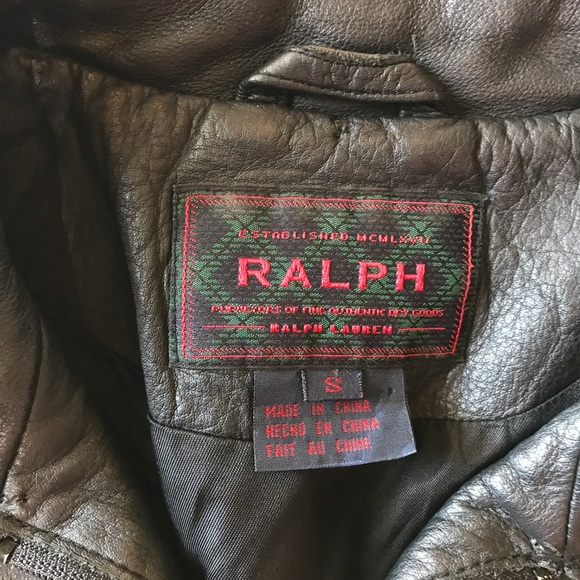 ESTABLISHED MCMLXVII
RALPH
PURVEYORS OF FINE AUTHENTIC DRY GOODS
RALPH LAUREN
S
MADE IN CHINA
HECHO EN CHINA
FAIT AU CHINE